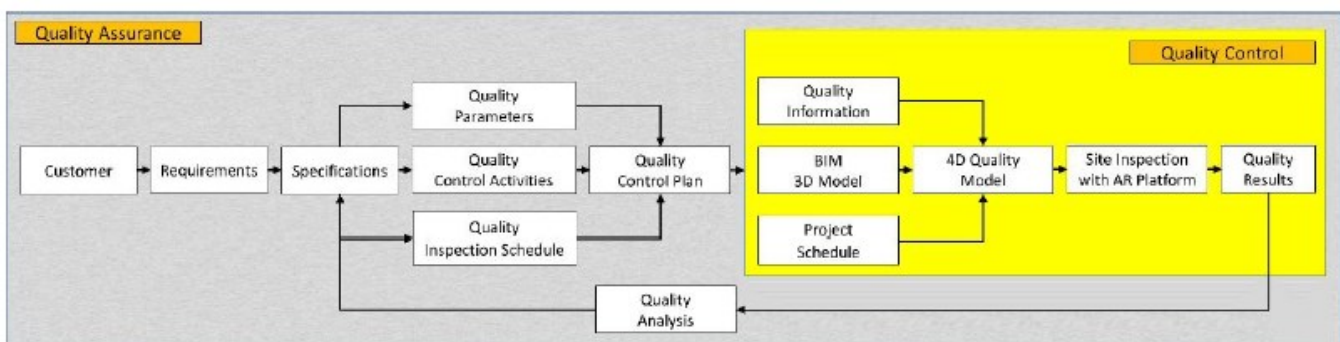 Quality Assurance
Quality Control
Customer
Requirements
Specifications
Quality
Parameters
Quality
Control Activities
Quality
Inspection Schedule
Quality
Control Plan
Quality
Information
BIM
3D Model
Project
Schedule
4D Quality
Model
Site Inspection
with AR Platform
Quality
Results
Quality
Analysis